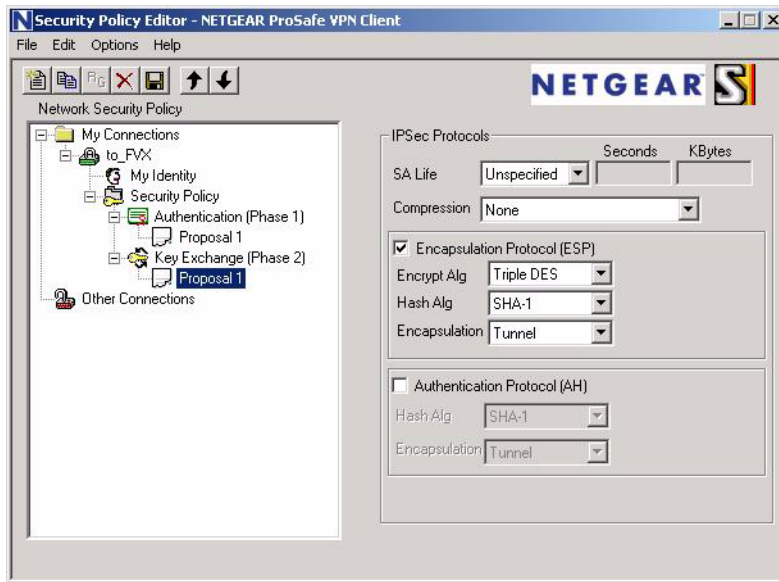 Security Policy Editor - NETGEAR ProSafe VPN Client
File Edit Options Help
NETGEAR
Network Security Policy
My Connections
to_FVX
My Identity
Security Policy
Authentication (Phase 1)
Proposal 1
Key Exchange (Phase 2)
Proposal 1
Other Connections
IPSec Protocols
Seconds KBytes
SA Life Unspecified
Compression None
Encapsulation Protocol (ESP)
Encrypt Alg Triple DES
Hash Alg SHA-1
Encapsulation Tunnel
Authentication Protocol (AH)
Hash Alg SHA-1
Encapsulation Tunnel